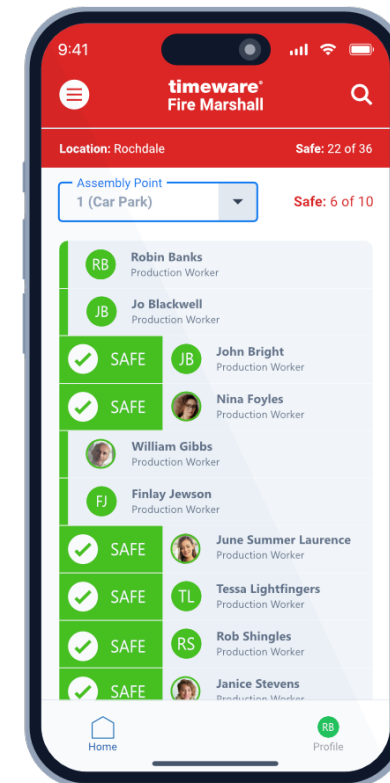 9:41
timeware®
Fire Marshall
Location: Rochdale Safe: 22 of 36
Assembly Point
1 (Car Park) Safe: 6 of 10
RB Robin Banks
Production Worker
JB Jo Blackwell
Production Worker
SAFE JB John Bright
Production Worker
SAFE Nina Foyles
Production Worker
William Gibbs
Production Worker
FJ Finlay Jewson
Production Worker
SAFE June Summer Laurence
Production Worker
SAFE TL Tessa Lightfingers
Production Worker
SAFE RS Rob Shingles
Production Worker
SAFE Janice Stevens
Production Worker
Home RB Profile